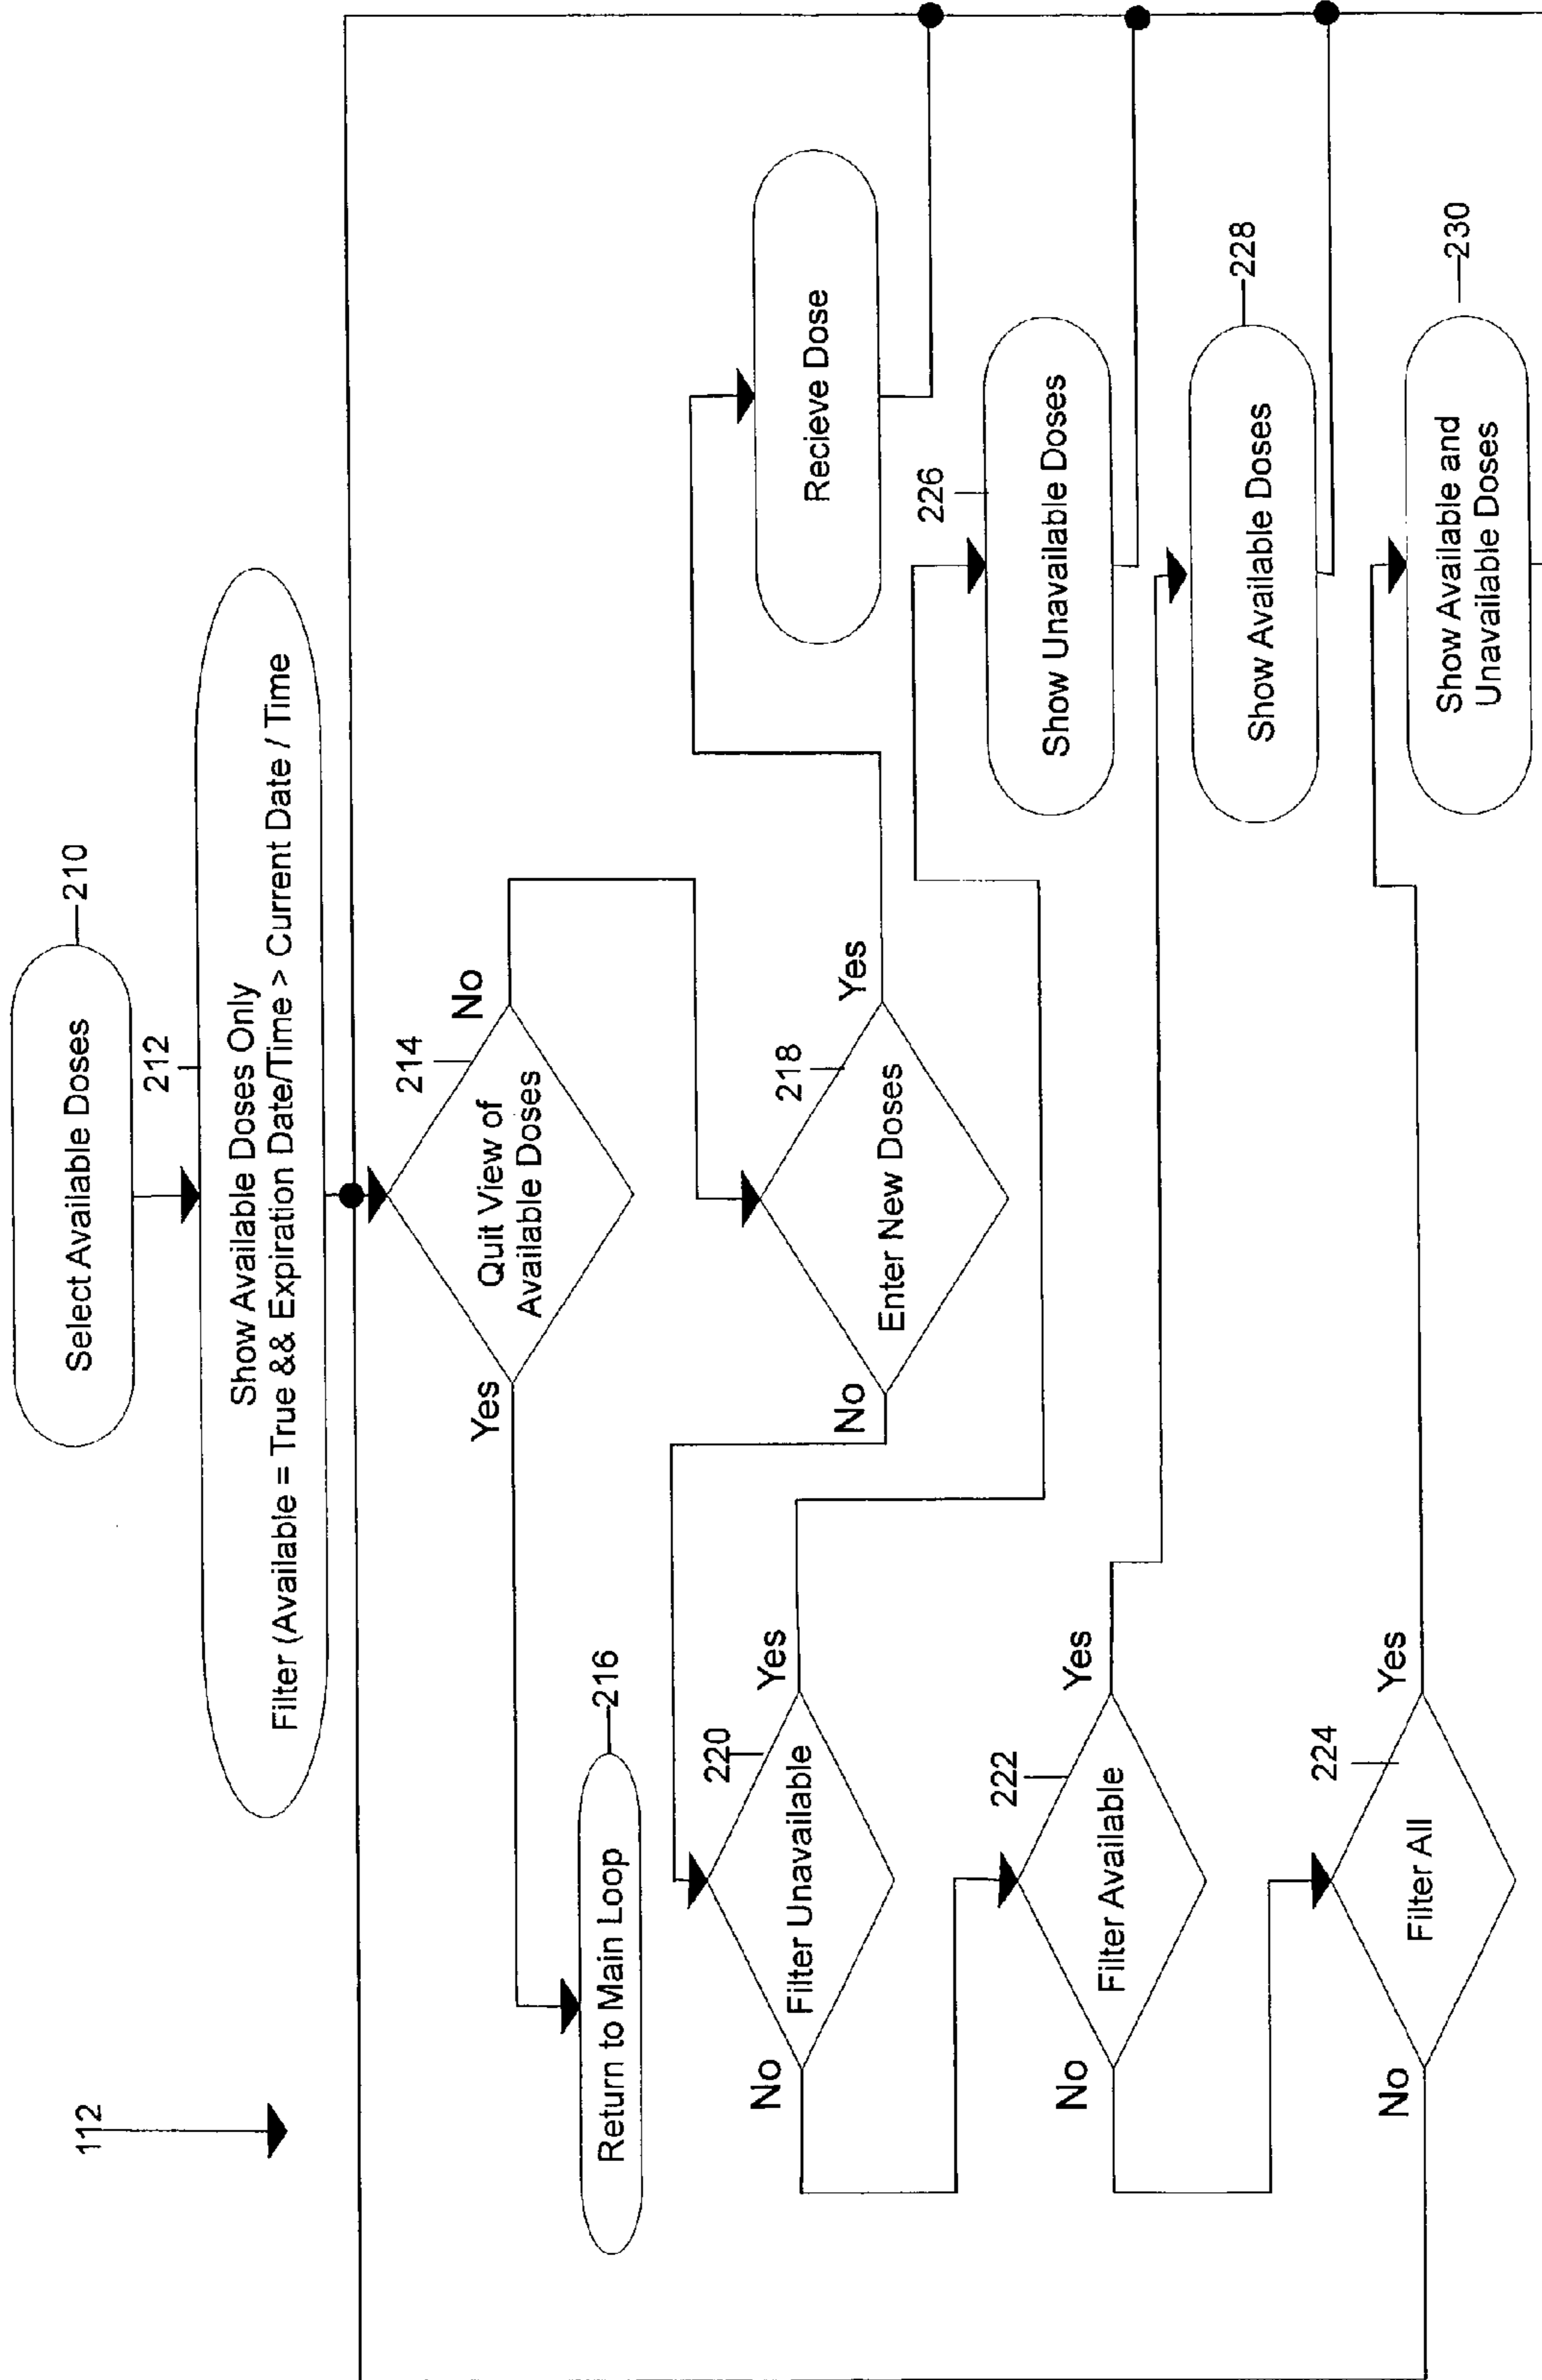 112
Select Available Doses
210
212
Show Available Doses Only
Filter (Available = True && Expiration Date/Time > Current Date / Time
214
Quit View of
Available Doses
Yes
No
216
Return to Main Loop
218
Enter New Doses
No
Yes
Recieve Dose
220
Filter Unavailable
No
Yes
226
Show Unavailable Doses
222
Filter Available
No
Yes
228
Show Available Doses
224
Filter All
No
Yes
230
Show Available and
Unavailable Doses